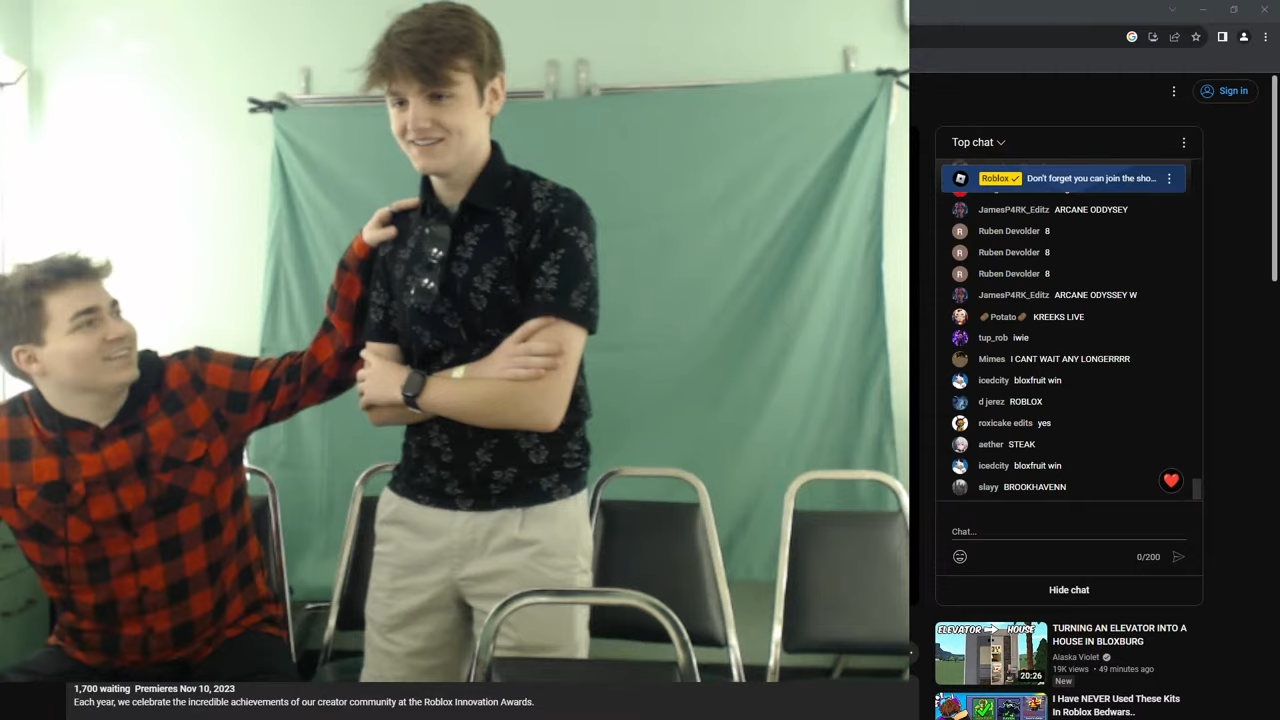 Sign in
Top chat
Roblox Don't forget you can join the sho...
JamesP4RK_Editz ARCANE ODDYSEY
R Ruben Devolder 8
R Ruben Devolder 8
R Ruben Devolder 8
JamesP4RK_Editz ARCANE ODYSSEY W
🥔Potato🥔 KREEKS LIVE
tup_rob iwie
Mimes I CANT WAIT ANY LONGERRRR
icedcity bloxfruit win
d jerez ROBLOX
roxicake edits yes
aether STEAK
icedcity bloxfruit win
slayy BROOKHAVENN
Chat...
0/200
Hide chat
ELEVATOR HOUSE
20:26
TURNING AN ELEVATOR INTO A
HOUSE IN BLOXBURG
Alaska Violet
19K views • 49 minutes ago
New
I Have NEVER Used These Kits
In Roblox Bedwars..
1,700 waiting Premieres Nov 10, 2023
Each year, we celebrate the incredible achievements of our creator community at the Roblox Innovation Awards.